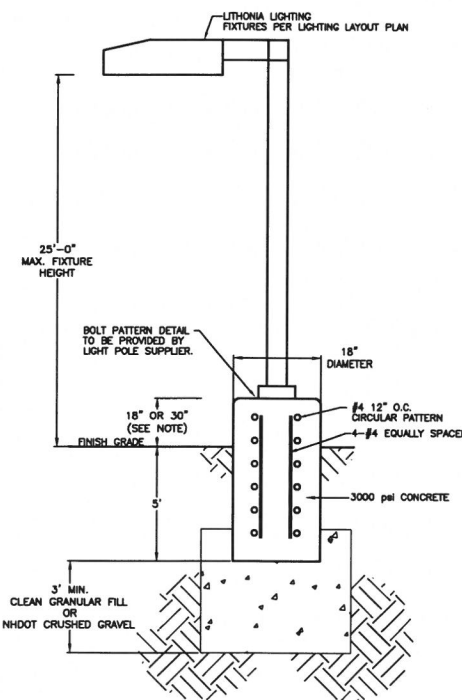 LITHONIA LIGHTING
FIXTURES PER LIGHTING LAYOUT PLAN
25'-0"
MAX. FIXTURE
HEIGHT
BOLT PATTERN DETAIL
TO BE PROVIDED BY
LIGHT POLE SUPPLIER.
18"
DIAMETER
18" OR 30"
(SEE NOTE)
FINISH GRADE
#4 12" O.C.
CIRCULAR PATTERN
4-#4 EQUALLY SPACED
5'
3000 psi CONCRETE
3' MIN.
CLEAN GRANULAR FILL
OR
NHDOT CRUSHED GRAVEL